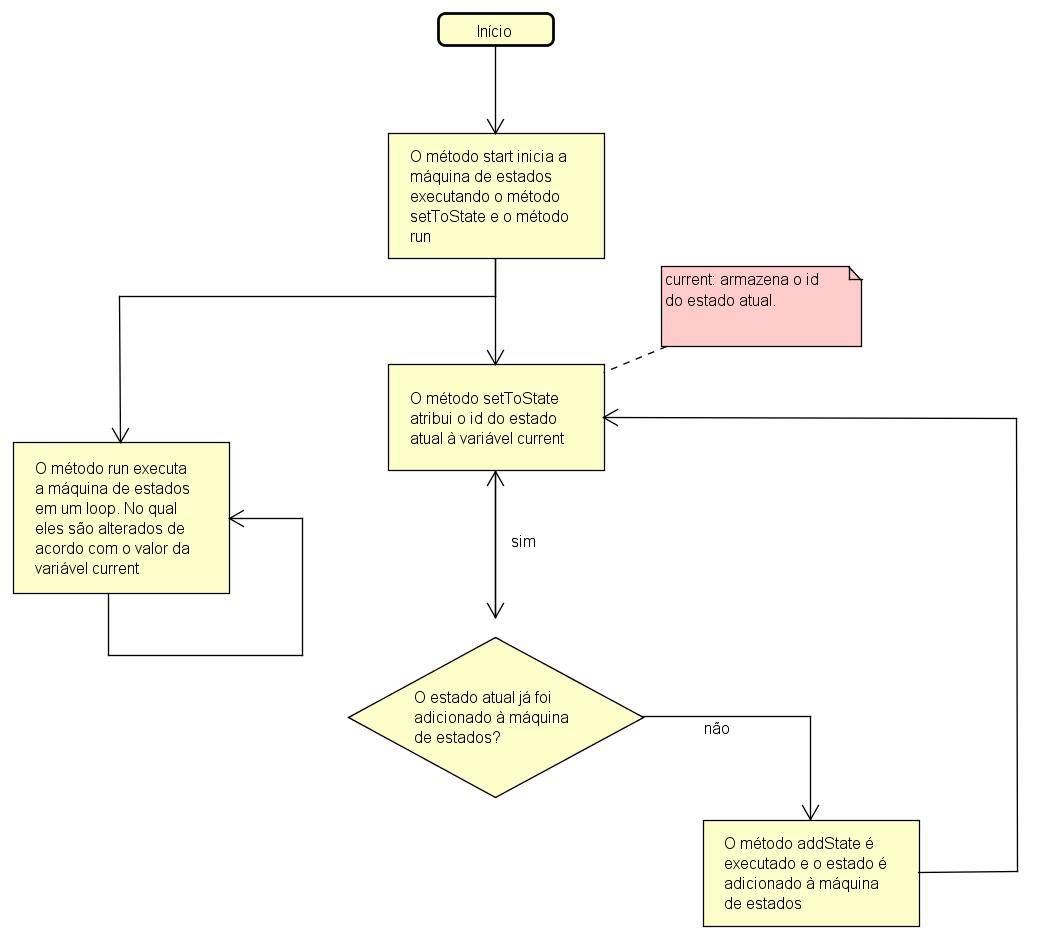 Início
O método start inicia a
máquina de estados
executando o método
setToState e o método
run
current: armazena o id
do estado atual.
O método setToState
atribui o id do estado
atual à variável current
O método run executa
a máquina de estados
em um loop. No qual
eles são alterados de
acordo com o valor da
variável current
sim
O estado atual já foi
adicionado à máquina
de estados?
não
O método addState é
executado e o estado é
adicionado à máquina
de estados